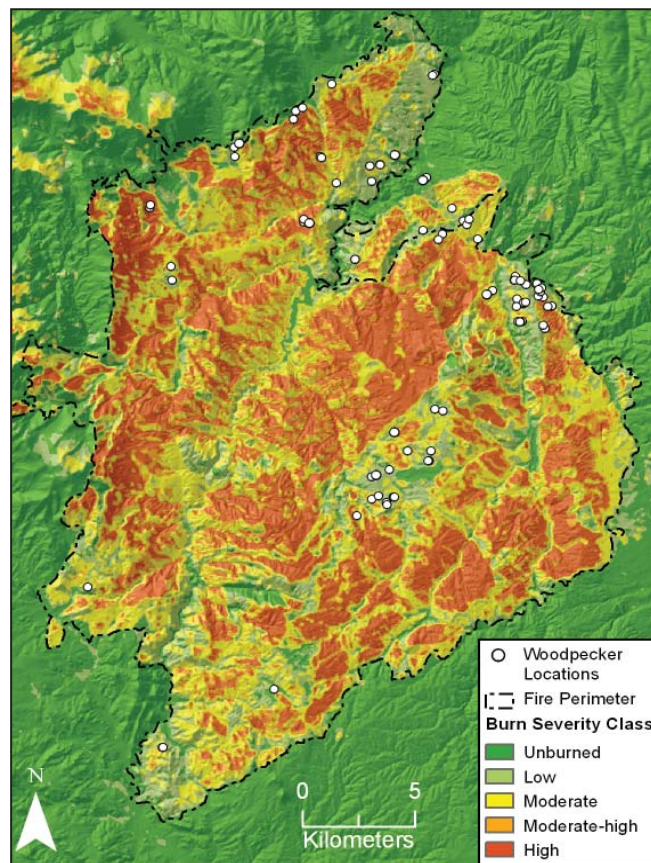 Woodpecker
Locations
Fire Perimeter
Burn Severity Class
Unburned
Low
Moderate
Moderate-high
High
N
0 5
Kilometers